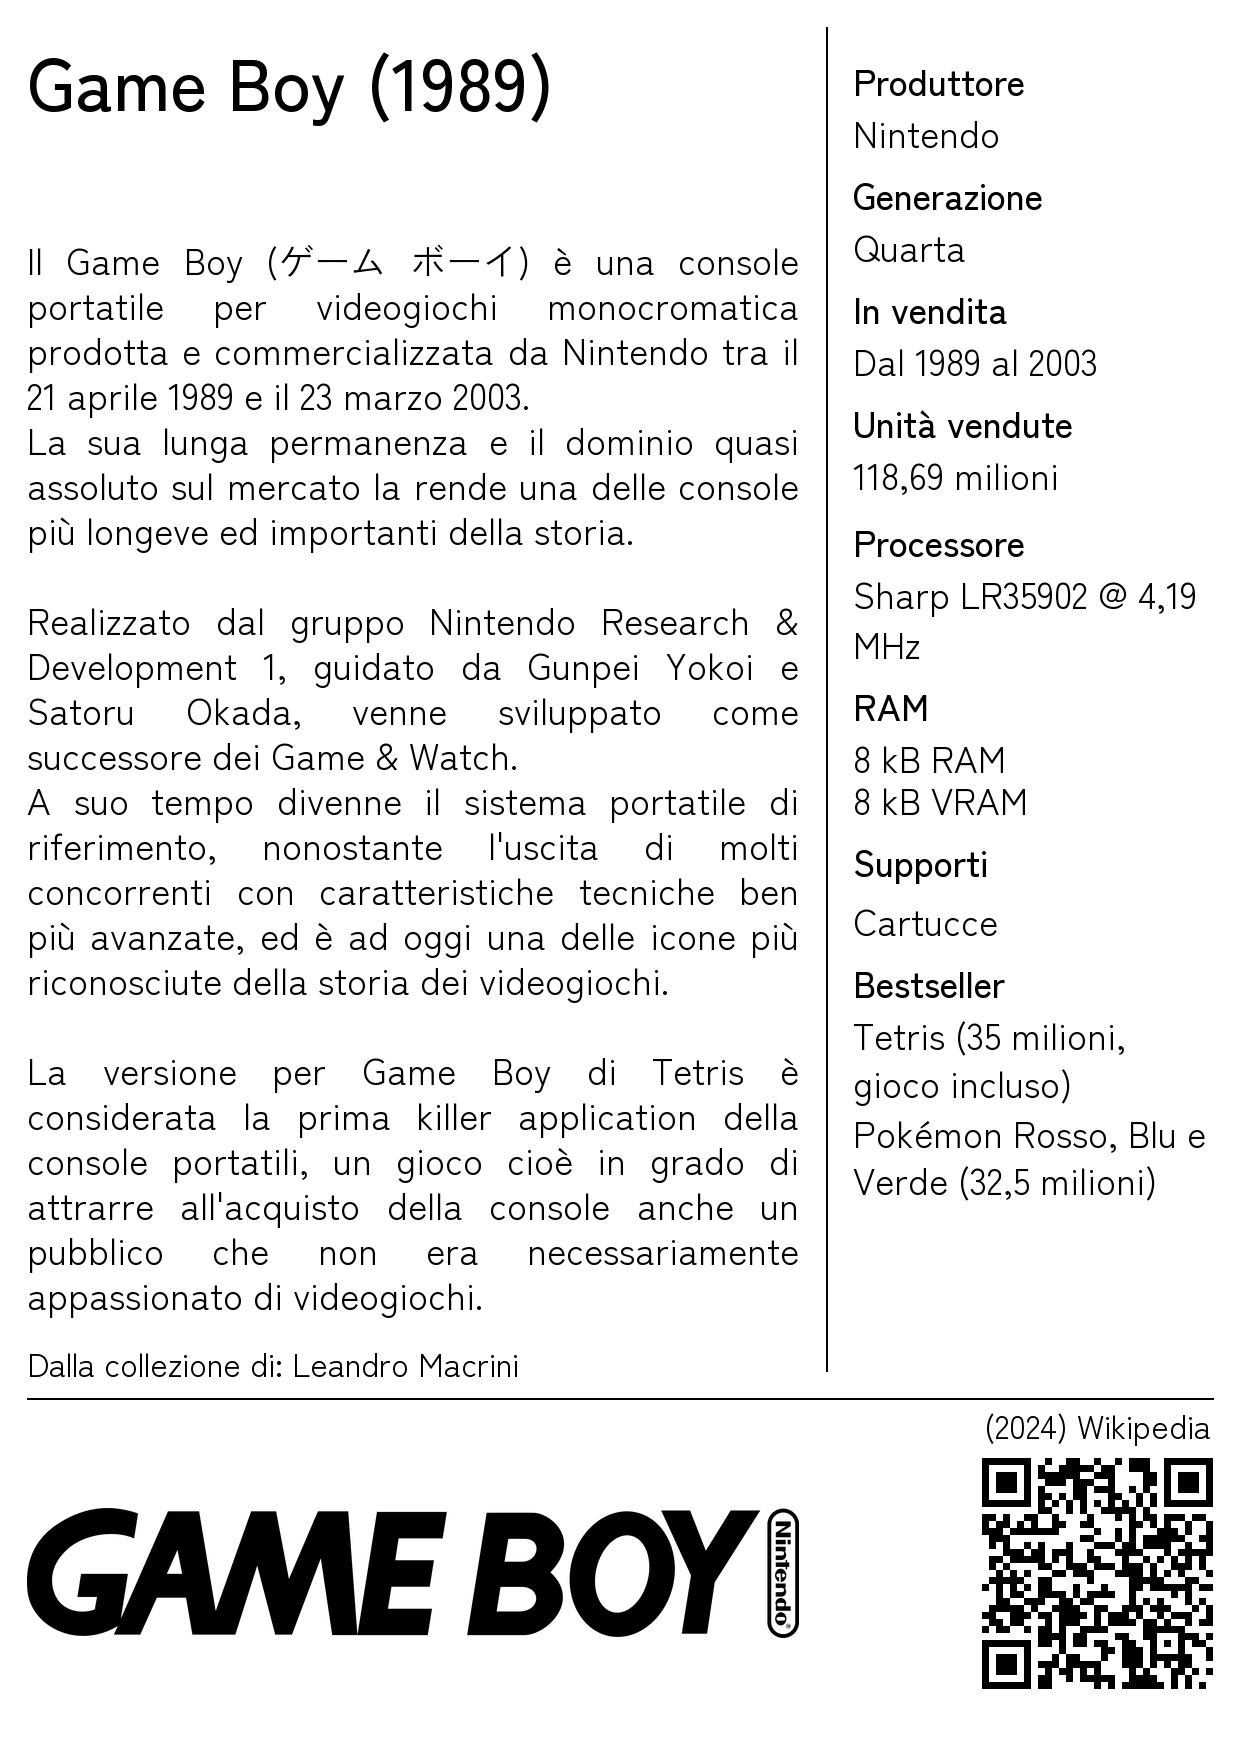 Game Boy (1989)
Il Game Boy (ゲーム ボーイ) è una console
portatile per videogiochi monocromatica
prodotta e commercializzata da Nintendo tra il
21 aprile 1989 e il 23 marzo 2003.
La sua lunga permanenza e il dominio quasi
assoluto sul mercato la rende una delle console
più longeve ed importanti della storia.
Realizzato dal gruppo Nintendo Research &
Development 1, guidato da Gunpei Yokoi e
Satoru Okada, venne sviluppato come
successore dei Game & Watch.
A suo tempo divenne il sistema portatile di
riferimento, nonostante l'uscita di molti
concorrenti con caratteristiche tecniche ben
più avanzate, ed è ad oggi una delle icone più
riconosciute della storia dei videogiochi.
La versione per Game Boy di Tetris è
considerata la prima killer application della
console portatili, un gioco cioè in grado di
attrarre all'acquisto della console anche un
pubblico che non era necessariamente
appassionato di videogiochi.
Dalla collezione di: Leandro Macrini
Produttore
Nintendo
Generazione
Quarta
In vendita
Dal 1989 al 2003
Unità vendute
118,69 milioni
Processore
Sharp LR35902 @ 4,19
MHz
RAM
8 kB RAM
8 kB VRAM
Supporti
Cartucce
Bestseller
Tetris (35 milioni,
gioco incluso)
Pokémon Rosso, Blu e
Verde (32,5 milioni)
(2024) Wikipedia
GAME BOY
Nintendo®